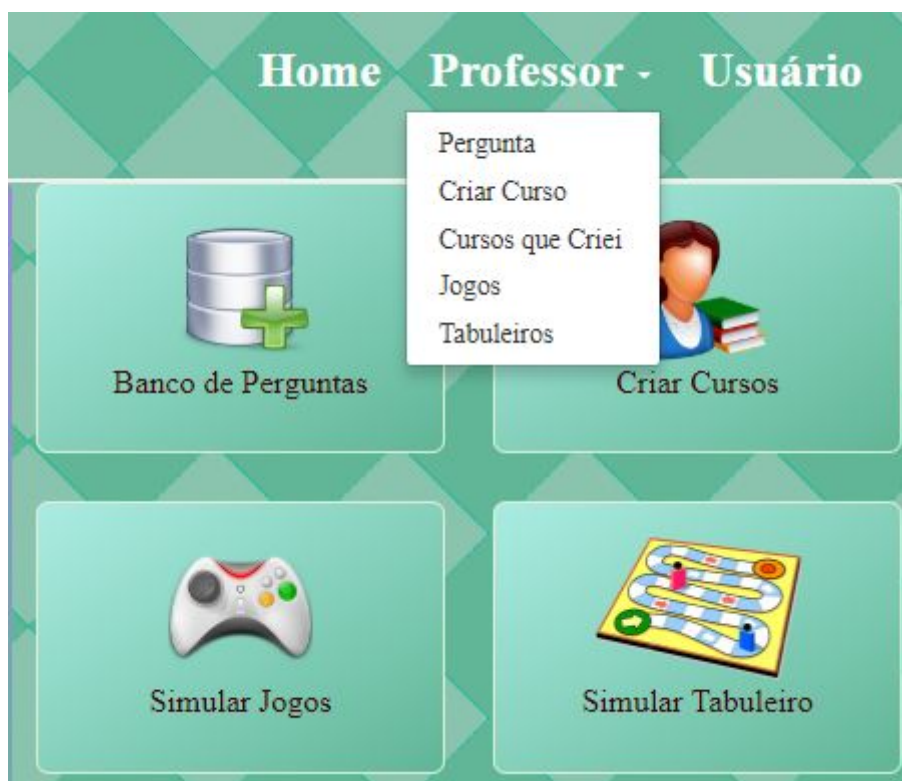 Home Professor - Usuário
Pergunta
Criar Curso
Cursos que Criei
Jogos
Tabuleiros
Banco de Perguntas
Criar Cursos
Simular Jogos
Simular Tabuleiro